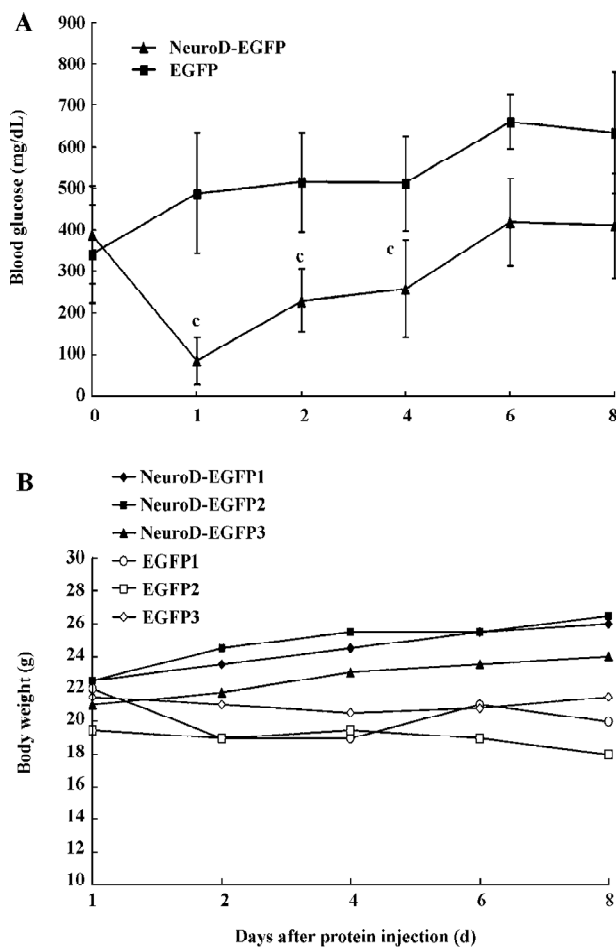 A
NeuroD-EGFP
EGFP
Blood glucose (mg/dL)
900
800
700
600
500
400
300
200
100
0
c
c
c
0 1 2 4 6 8
B
NeuroD-EGFP1
NeuroD-EGFP2
NeuroD-EGFP3
EGFP1
EGFP2
EGFP3
Body weight (g)
30
28
26
24
22
20
18
16
14
12
10
1 2 4 6 8
Days after protein injection (d)